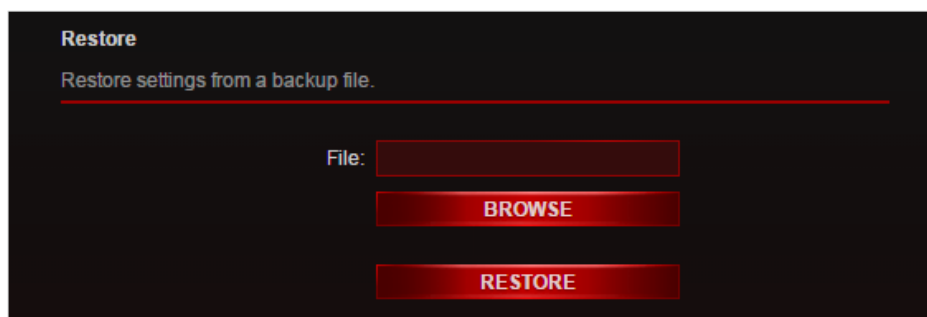 Restore
Restore settings from a backup file.
File:
BROWSE
RESTORE